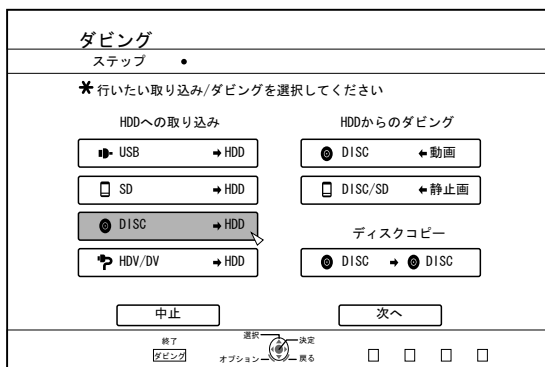 ダビング
ステップ ●
✱行いたい取り込み/ダビングを選択してください
HDDへの取り込み
USB ➡HDD
SD ➡HDD
DISC ➡HDD
HDV/DV ➡HDD
HDDからのダビング
DISC ⬅動画
DISC/SD ⬅静止画
ディスクコピー
DISC ➡ DISC
中止
次へ
終了
ダビング
選択
決定
オプション
戻る